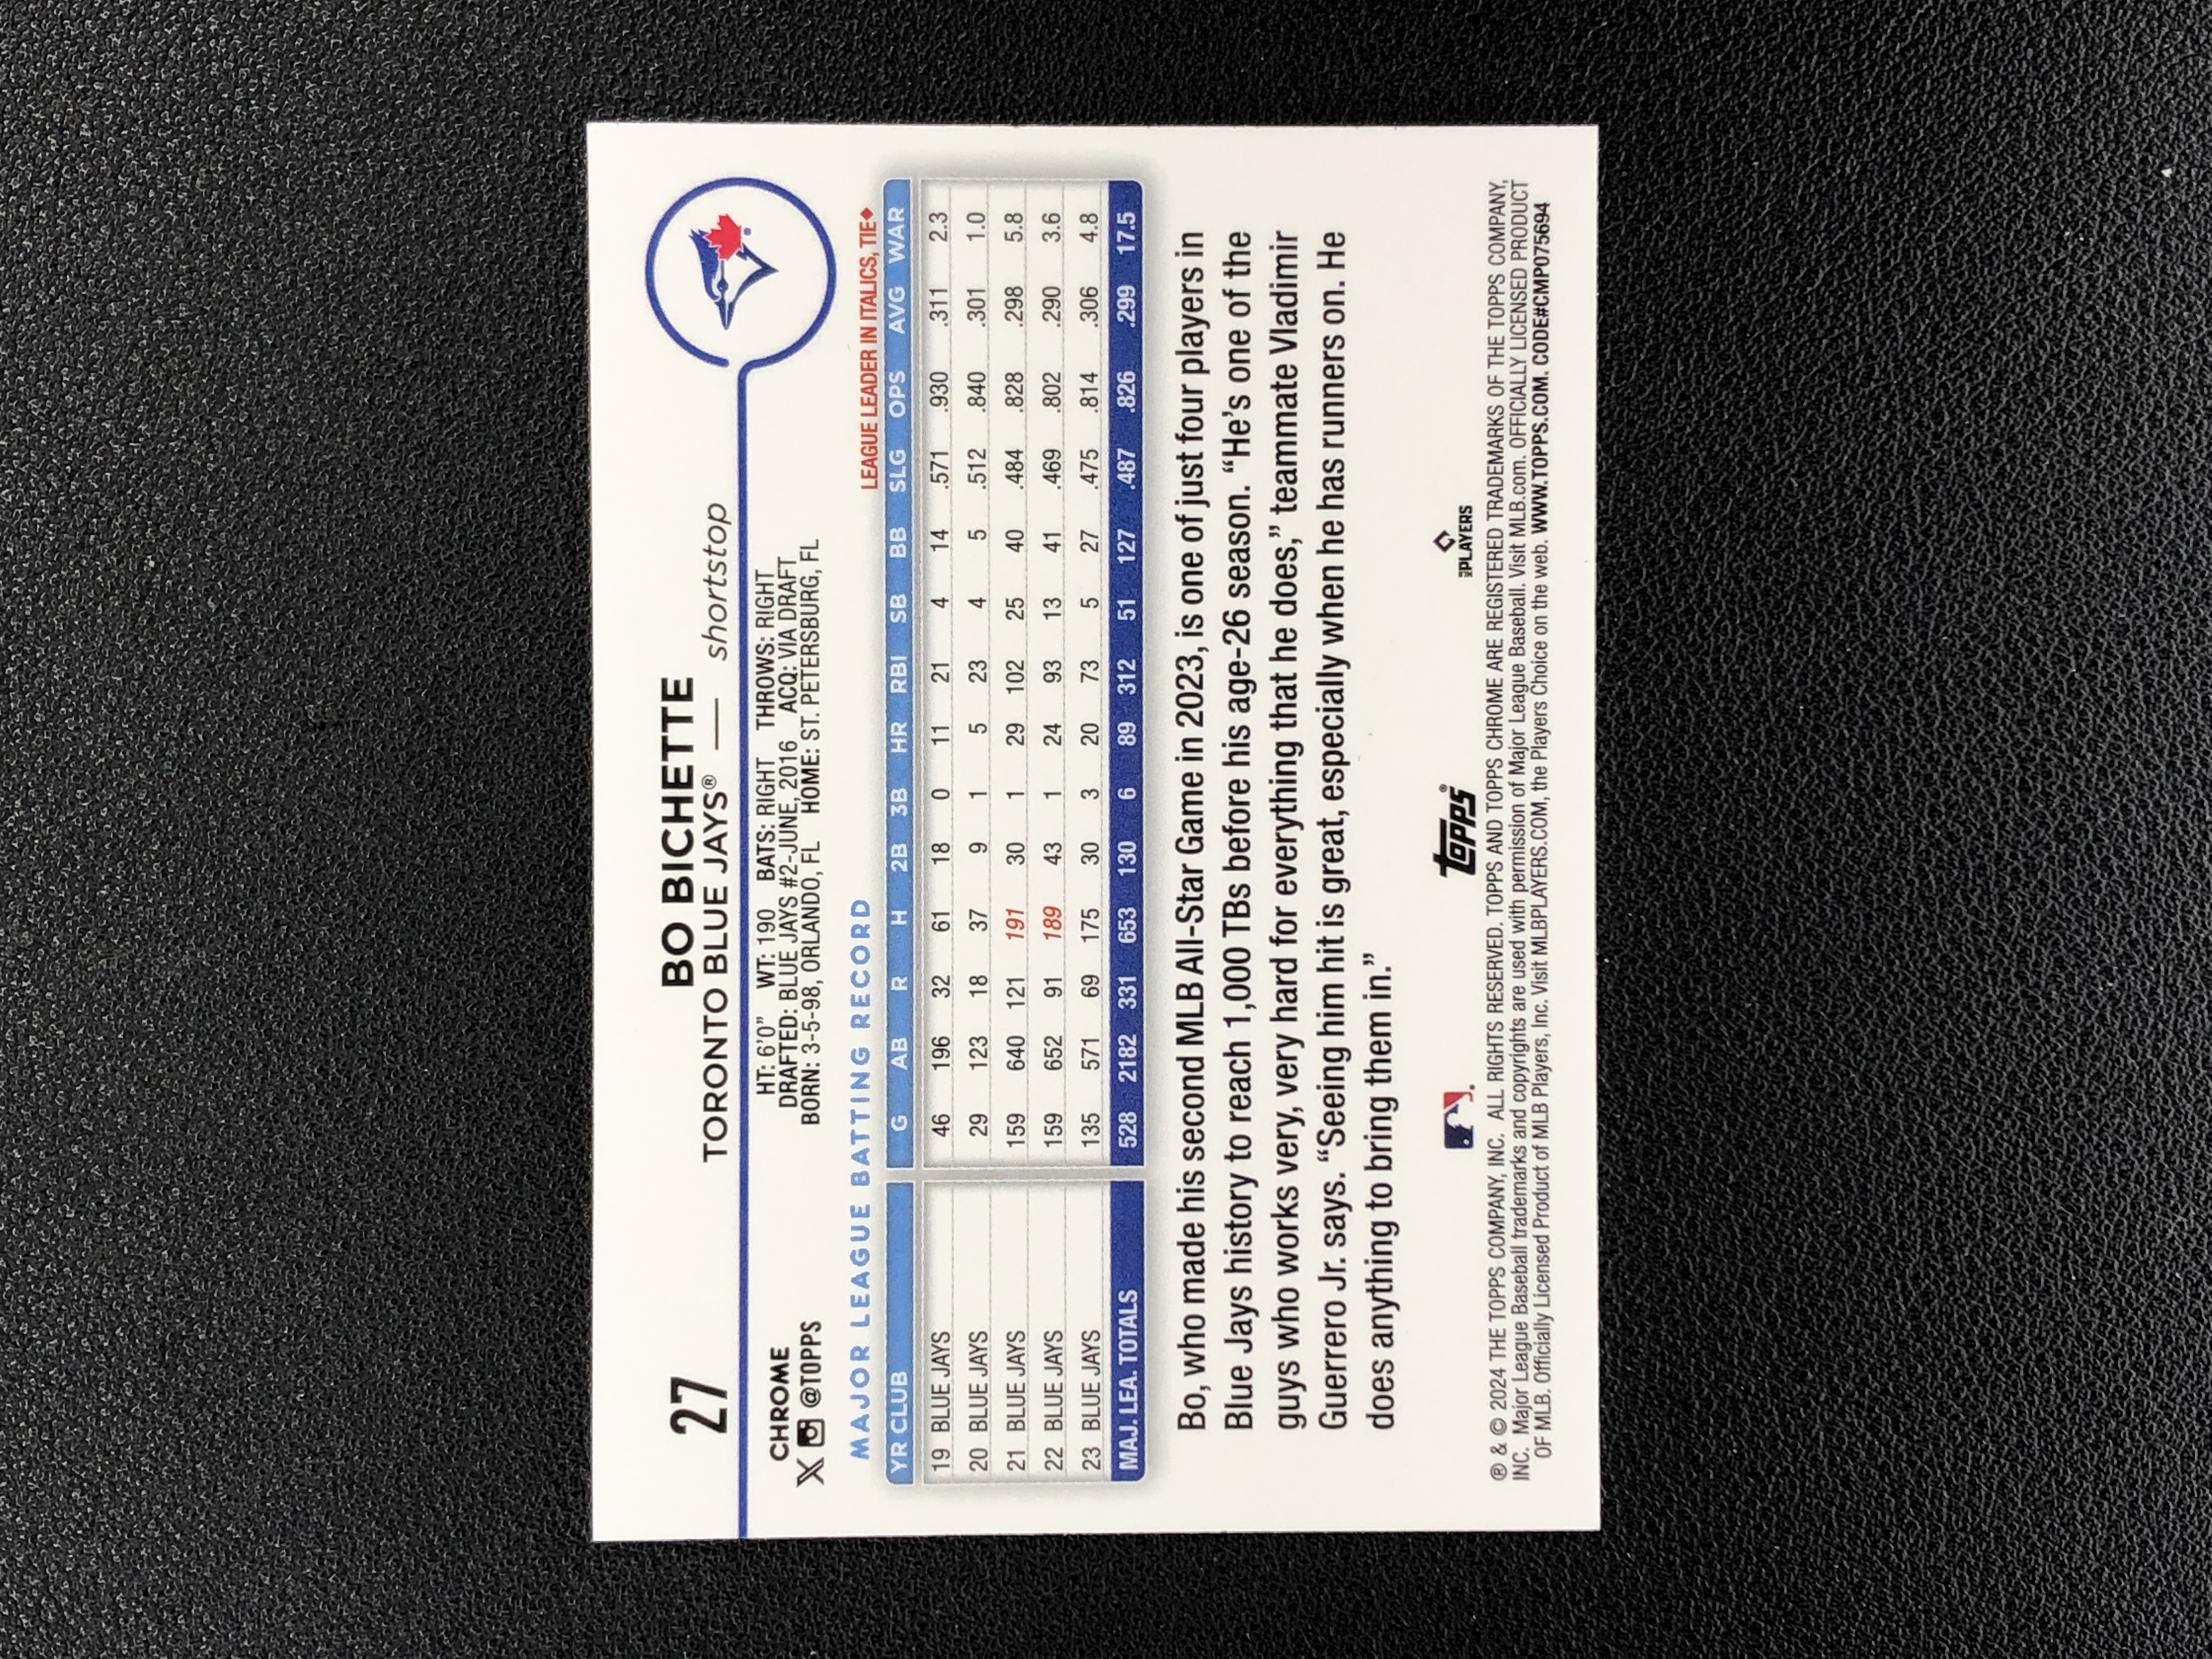 27
BO BICHETTE
TORONTO BLUE JAYS® — shortstop
CHROME
X @TOPPS
HT: 6'0" WT: 190 BATS: RIGHT THROWS: RIGHT
DRAFTED: BLUE JAYS #2-JUNE, 2016 ACQ: VIA DRAFT
BORN: 3-5-98, ORLANDO, FL HOME: ST. PETERSBURG, FL
MAJOR LEAGUE BATTING RECORD
LEAGUE LEADER IN ITALICS, TIE♦
YR CLUB G AB R H 2B 3B HR RBI SB BB SLG OPS AVG WAR
19 BLUE JAYS 46 196 32 61 18 0 11 21 4 14 .571 .930 .311 2.3
20 BLUE JAYS 29 123 18 37 9 1 5 23 4 5 .512 .840 .301 1.0
21 BLUE JAYS 159 640 121 191 30 1 29 102 25 40 .484 .828 .298 5.8
22 BLUE JAYS 159 652 91 189 43 1 24 93 13 41 .469 .802 .290 3.6
23 BLUE JAYS 135 571 69 175 30 3 20 73 5 27 .475 .814 .306 4.8
MAJ. LEA. TOTALS 528 2182 331 653 130 6 89 312 51 127 .487 .826 .299 17.5
Bo, who made his second MLB All-Star Game in 2023, is one of just four players in
Blue Jays history to reach 1,000 TBs before his age-26 season. “He’s one of the
guys who works very, very hard for everything that he does,” teammate Vladimir
Guerrero Jr. says. “Seeing him hit is great, especially when he has runners on. He
does anything to bring them in.”
topps®
PLAYERS
® & © 2024 THE TOPPS COMPANY, INC. ALL RIGHTS RESERVED. TOPPS AND TOPPS CHROME ARE REGISTERED TRADEMARKS OF THE TOPPS COMPANY,
INC. Major League Baseball trademarks and copyrights are used with permission of Major League Baseball. Visit MLB.com. OFFICIALLY LICENSED PRODUCT
OF MLB. Officially Licensed Product of MLB Players, Inc. Visit MLBPLAYERS.COM, the Players Choice on the web. WWW.TOPPS.COM. CODE#CMP075694